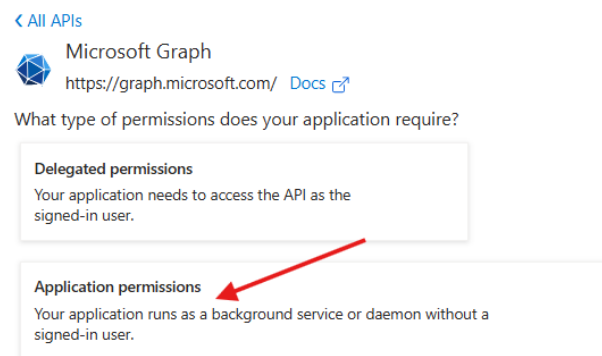 All APIs
Microsoft Graph
https://graph.microsoft.com/ Docs
What type of permissions does your application require?
Delegated permissions
Your application needs to access the API as the
signed-in user.
Application permissions
Your application runs as a background service or daemon without a
signed-in user.